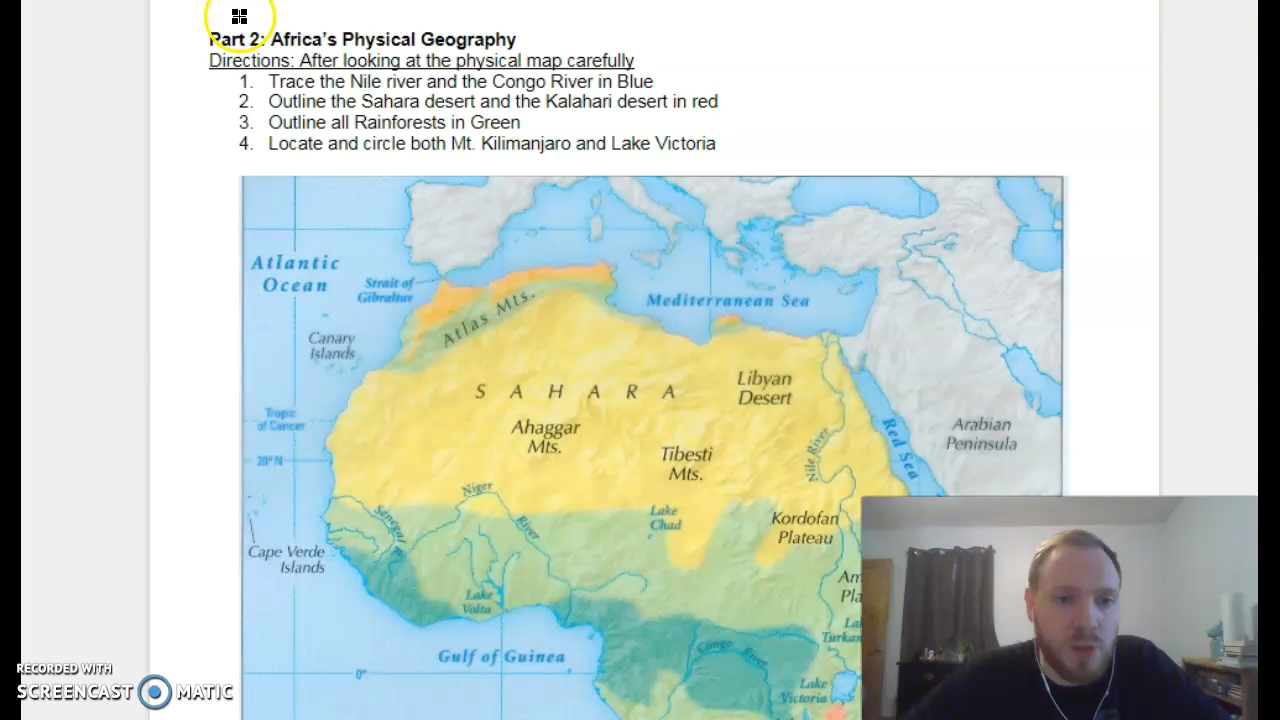 Part 2: Africa's Physical Geography
Directions: After looking at the physical map carefully
1. Trace the Nile river and the Congo River in Blue
2. Outline the Sahara desert and the Kalahari desert in red
3. Outline all Rainforests in Green
4. Locate and circle both Mt. Kilimanjaro and Lake Victoria
Atlantic
Ocean
Strait of
Gibraltar
Mediterranean Sea
Atlas Mts.
Canary
Islands
SAHARA
Libyan
Desert
Ahaggar
Mts.
Tibesti
Mts.
Nile River
Red Sea
Arabian
Peninsula
Tropic
of Cancer
20°N
Niger
River
Senegal
Lake
Chad
Kordofan
Plateau
Cape Verde
Islands
Am
Pla
Lake
Volta
La
Turkan
Gulf of Guinea
Congo River
0°
Lake
Victoria
RECORDED WITH
SCREENCAST MATIC